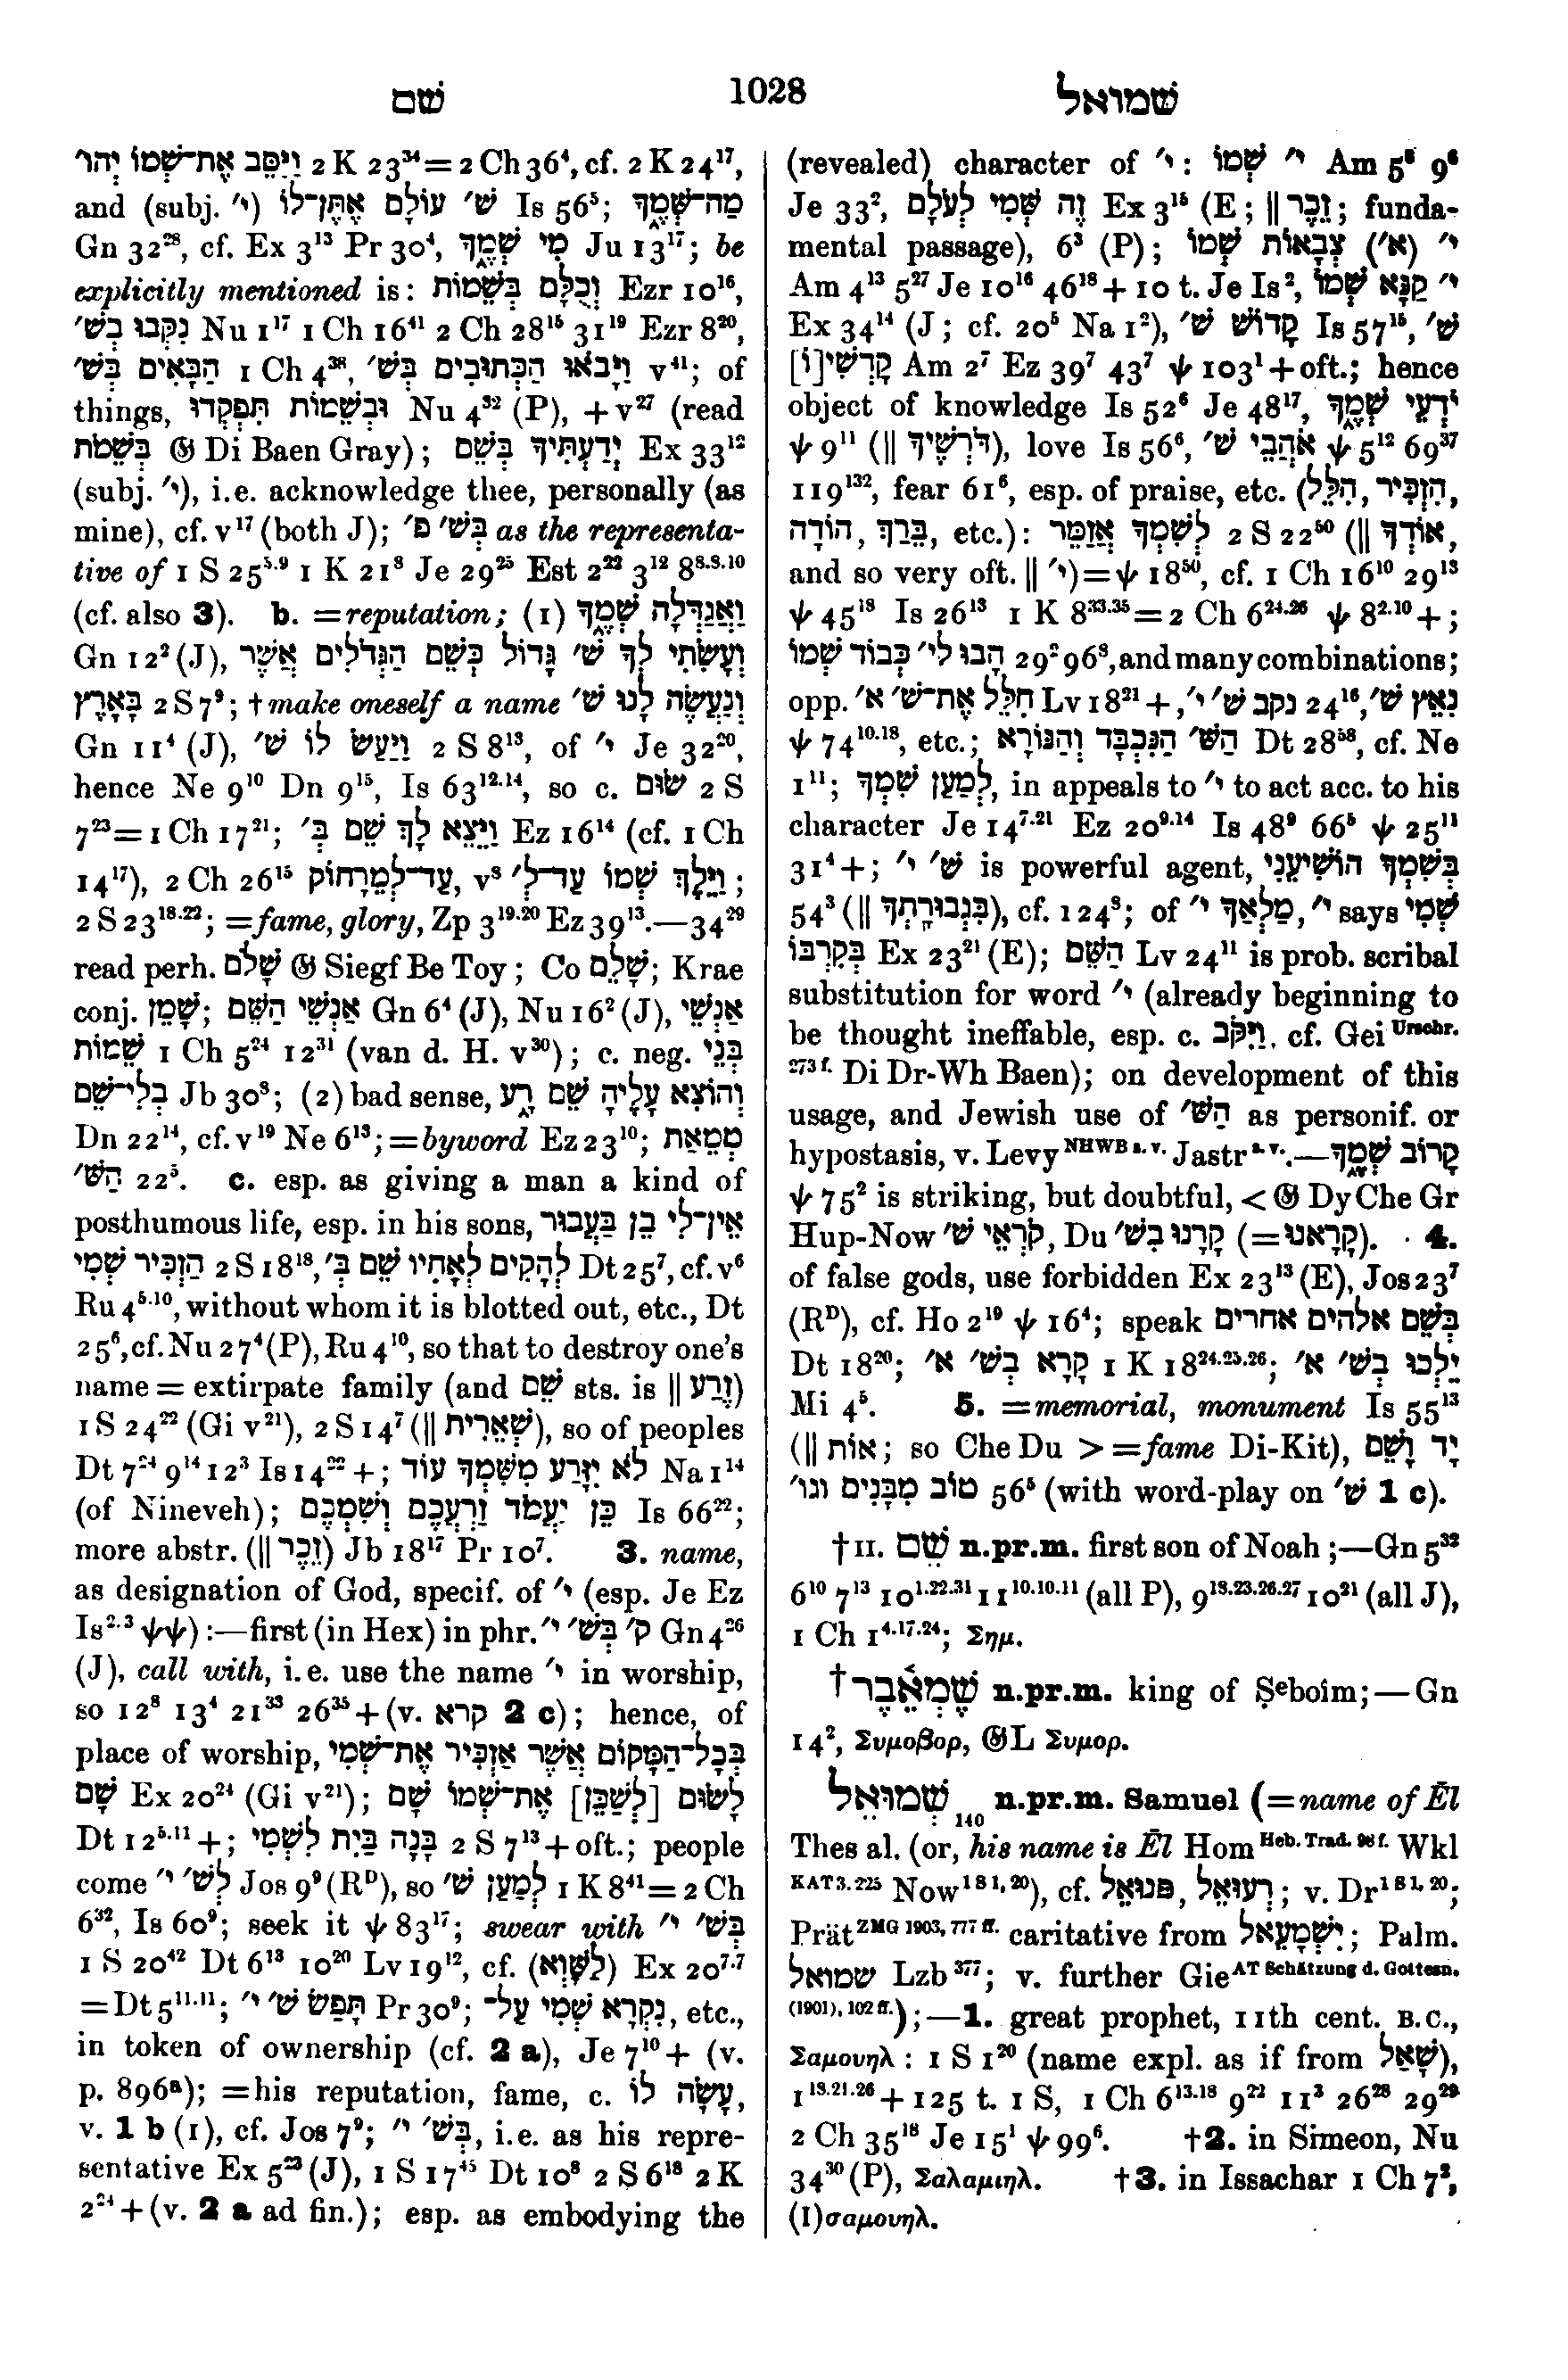 שם 1028 שמואל
וַיַּסֵּב אֶת־שְׁמוֹ יְהוֹ׳ 2 K 23³⁴ = 2 Ch 36⁴, cf. 2 K 24¹⁷,
and (subj. י׳) שׁ׳ עוֹלָם אֶתֶּן־לוֹ Is 56⁵; מַה־שְּׁמֶךָ
Gn 32²⁸, cf. Ex 3¹³ Pr 30⁴, מִי שְׁמֶךָ Ju 13¹⁷; be
explicitly mentioned is: וְכֻלָּם בְּשֵׁמוֹת Ezr 10¹⁶,
נִקְּבוּ בְשׁ׳ Nu 1¹⁷ 1 Ch 16⁴¹ 2 Ch 28¹⁵ 31¹⁹ Ezr 8²⁰,
הַבָּאִים בְּשׁ׳ 1 Ch 4³⁸, וַיָּבֹאוּ הַכְּתוּבִים בְּשׁ׳ v⁴¹; of
things, וּבְשֵׁמוֹת תִּפְקְדוּ Nu 4³² (P), + v²⁷ (read
בְּשֵׁמֹת 𝔊 Di Baen Gray); יְדַעְתִּיךָ בְּשֵׁם Ex 33¹²
(subj. י׳), i.e. acknowledge thee, personally (as
mine), cf. v¹⁷ (both J); בְּשׁ׳ פ׳ as the representa-
tive of 1 S 25⁵·⁹ 1 K 21⁸ Je 29²⁵ Est 2²² 3¹² 8⁸·⁸·¹⁰
(cf. also 3). b. = reputation; (1) וַאֲגַדְּלָה שְׁמֶךָ
Gn 12² (J), וְעָשִׂתִי לְךָ שׁ׳ גָּדוֹל כְּשֵׁם הַגְּדֹלִים אֲשֶׁר
בָּאָרֶץ 2 S 7⁹; † make oneself a name וְנַעֲשֶׂה לָּנוּ שׁ׳
Gn 11⁴ (J), וַיַּעַשׂ לוֹ שׁ׳ 2 S 8¹³, of י׳ Je 32²⁰,
hence Ne 9¹⁰ Dn 9¹⁵, Is 63¹²·¹⁴, so c. שׂוּם 2 S
7²³ = 1 Ch 17²¹; וַיֵּצֵא לָךְ שֵׁם בְּ׳ Ez 16¹⁴ (cf. 1 Ch
14¹⁷), 2 Ch 26¹⁵ עַד־לְמֵרָחוֹק, v⁸ וַיֵּלֶךְ שְׁמוֹ עַד־לְ׳;
2 S 23¹⁸·²²; = fame, glory, Zp 3¹⁹·²⁰ Ez 39¹³.—34²⁹
read perh. שָׁלֹם 𝔊 Siegf Be Toy; Co שָׁלֵם; Krae
conj. שָׁמֵן; אַנְשֵׁי הַשֵּׁם Gn 6⁴ (J), Nu 16² (J), אַנְשֵׁי
שֵׁמוֹת 1 Ch 5²⁴ 12³¹ (van d. H. v³⁰); c. neg. בְּנֵי
בְלִי־שֵׁם Jb 30⁸; (2) bad sense, וְהוֹצִא עָלֶיהָ שֵׁם רָע
Dn 22¹⁴, cf. v¹⁹ Ne 6¹³; = byword Ez 23¹⁰; טְמֵאַת
הַשּׁ׳ 22⁵. c. esp. as giving a man a kind of
posthumous life, esp. in his sons, אֵין־לִי בֵן בַּעֲבוּר
הַזְכִּיר שְׁמִי 2 S 18¹⁸, לְהָקִים לְאָחִיו שֵׁם בְּ׳ Dt 25⁷, cf. v⁶
Ru 4⁵·¹⁰, without whom it is blotted out, etc., Dt
25⁶, cf. Nu 27⁴ (P), Ru 4¹⁰, so that to destroy one's
name = extirpate family (and שֵׁם sts. is || זֶרַע)
1 S 24²² (Gi v²¹), 2 S 14⁷ (|| שְׁאֵרִית), so of peoples
Dt 7²⁴ 9¹⁴ 12³ Is 14²² +; לֹא יִזָּרַע מִשִּׁמְךָ עוֹד Na 1¹⁴
(of Nineveh); כֵּן יַעֲמֹד זַרְעֲכֶם וְשִׁמְכֶם Is 66²²;
more abstr. (|| זֵכֶר) Jb 18¹⁷ Pr 10⁷. 3. name,
as designation of God, specif. of י׳ (esp. Je Ez
Is²·³ ψψ) :—first (in Hex) in phr. ק׳ בְּשׁ׳ י׳ Gn 4²⁶
(J), call with, i.e. use the name י׳ in worship,
so 12⁸ 13⁴ 21³³ 26³⁵ + (v. קרא 2 c); hence, of
place of worship, בְּכָל־הַמָּקוֹם אֲשֶׁר אַזְכִּיר אֶת־שְׁמִי
שָׁם Ex 20²⁴ (Gi v²¹); לָשׂוּם [לְשַׁכֵּן] אֶת־שְׁמוֹ שָׁם
Dt 12⁵·¹¹ +; בָּנָה בַּיִת לִשְׁמִי 2 S 7¹³ + oft.; people
come לְשׁ׳ י׳ Jos 9⁹ (Rᴰ), so לְמַעַן שׁ׳ 1 K 8⁴¹ = 2 Ch
6³², Is 60⁹; seek it ψ 83¹⁷; swear with בְּשׁ׳ י׳
1 S 20⁴² Dt 6¹³ 10²⁰ Lv 19¹², cf. (לַשָּׁוְא) Ex 20⁷·⁷
= Dt 5¹¹·¹¹; תָּפַשׂ שׁ׳ י׳ Pr 30⁹; נִקְרָא שְׁמִי עַל־, etc.,
in token of ownership (cf. 2 a), Je 7¹⁰ + (v.
p. 896ᵃ); = his reputation, fame, c. עָשָׂה לוֹ,
v. 1 b (1), cf. Jos 7⁹; בְּשׁ׳ י׳, i.e. as his repre-
sentative Ex 5²³ (J), 1 S 17⁴⁵ Dt 10⁸ 2 S 6¹⁸ 2 K
2²⁴ + (v. 2 a ad fin.); esp. as embodying the
(revealed) character of י׳: י׳ שְׁמוֹ Am 5⁸ 9⁶
Je 33², זֶה שְׁמִי לְעֹלָם Ex 3¹⁵ (E; || זֵכֶר; funda-
mental passage), 6³ (P); י׳ (א׳) צְבָאוֹת שְׁמוֹ
Am 4¹³ 5²⁷ Je 10¹⁶ 46¹⁸ + 10 t. Je Is², י׳ קַנָּא שְׁמוֹ
Ex 34¹⁴ (J; cf. 20⁵ Na 1²), קָדוֹשׁ שׁ׳ Is 57¹⁵, שׁ׳
קָדְשִׁי[וֹ] Am 2⁷ Ez 39⁷ 43⁷ ψ 103¹ + oft.; hence
object of knowledge Is 52⁶ Je 48¹⁷, יֹדְעֵי שְׁמֶךָ
ψ 9¹¹ (|| דֹּרְשֶׁיךָ), love Is 56⁶, אֹהֲבֵי שׁ׳ ψ 5¹² 69³⁷
119¹³², fear 61⁶, esp. of praise, etc. (הִזְכִּיר, הִלֵּל,
הוֹדָה, בֵּרַךְ, etc.): לְשִׁמְךָ אֲזַמֵּר 2 S 22⁵⁰ (|| אוֹדְךָ,
and so very oft. || י׳) = ψ 18⁵⁰, cf. 1 Ch 16¹⁰ 29¹³
ψ 45¹⁸ Is 26¹³ 1 K 8³³·³⁵ = 2 Ch 6²⁴·²⁶ ψ 8²·¹⁰ +;
הָבוּ לי׳ כְּבוֹד שְׁמוֹ 29² 96⁸, and many combinations;
opp. חִלֵּל אֶת־שׁ׳ א׳ Lv 18²¹ +, נקב שׁ׳ י׳ 24¹⁶, נִאֵץ שׁ׳
ψ 74¹⁰·¹⁸, etc.; הַשּׁ׳ הַנִּכְבָּד וְהַנּוֹרָא Dt 28⁵⁸, cf. Ne
1¹¹; לְמַעַן שִׁמְךָ, in appeals to י׳ to act acc. to his
character Je 14⁷·²¹ Ez 20⁹·¹⁴ Is 48⁹ 66⁵ ψ 25¹¹
31⁴ +; שׁ׳ י׳ is powerful agent, בְּשִׁמְךָ הוֹשִׁיעֵנִי
54³ (|| בִּגְבוּרָתְךָ), cf. 124⁸; of מַלְאַךְ י׳, י׳ says שְׁמִי
בְּקִרְבּוֹ Ex 23²¹ (E); הַשֵּׁם Lv 24¹¹ is prob. scribal
substitution for word י׳ (already beginning to
be thought ineffable, esp. c. וַיִּקֹּב, cf. Gei ᵁʳˢᶜʰʳ·
²⁷³ ᶠ· Di Dr-Wh Baen); on development of this
usage, and Jewish use of הַשּׁ׳ as personif. or
hypostasis, v. Levy ᴺᴴᵂᴮ ˢ·ᵛ· Jastr ˢ·ᵛ·.—קָרוֹב שְׁמֶךָ
ψ 75² is striking, but doubtful, < 𝔊 Dy Che Gr
Hup-Now קֹרְאֵי שׁ׳, Du קָרָנוּ בִשׁ׳ (= קָרָאנוּ). 4.
of false gods, use forbidden Ex 23¹³ (E), Jos 23⁷
(Rᴰ), cf. Ho 2¹⁹ ψ 16⁴; speak בְּשֵׁם אלהים אחרים
Dt 18²⁰; קָרָא בְשׁ׳ א׳ 1 K 18²⁴·²⁵·²⁶; יֵלְכוּ בְשׁ׳ א׳
Mi 4⁵. 5. = memorial, monument Is 55¹³
(|| אוֹת; so Che Du > = fame Di-Kit), יָד וָשֵׁם
טוֹב מִבָּנִים וגו׳ 56⁵ (with word-play on שׁ׳ 1 c).
† II. שֵׁם n.pr.m. first son of Noah;—Gn 5³²
6¹⁰ 7¹³ 10¹·²²·³¹ 11¹⁰·¹⁰·¹¹ (all P), 9¹⁸·²³·²⁶·²⁷ 10²¹ (all J),
1 Ch 1⁴·¹⁷·²⁴; Σημ.
† שֶׁמְאֵבֶר n.pr.m. king of Ṣᵉboim;—Gn
14², Συμοβορ, 𝔊L Συμορ.
שְׁמוּאֵל ₁₄₀ n.pr.m. Samuel (= name of Ēl
Thes al. (or, his name is Ēl Hom ᴴᵉᵇ· ᵀʳᵃᵈ· ⁹⁸ ᶠ· Wkl
ᴷᴬᵀ³·²²⁵ Now ¹ ˢ ¹,²⁰), cf. רְעוּאֵל, פנואל; v. Dr ¹ ˢ ¹,²⁰;
Prät ᶻᴹᴳ ¹⁹⁰³, ⁷⁷⁷ ᶠᶠ· caritative from יִשְׁמָעֵאל; Palm.
שמואל Lzb ³⁷⁷; v. further Gie ᴬᵀ ˢᶜʰätᶻᵘⁿᵍ ᵈ· ᴳᵒᵗᵗᵉˢⁿ·
⁽¹⁹⁰¹⁾, ¹⁰² ᶠᶠ·);—1. great prophet, 11th cent. B.C.,
Σαμουηλ: 1 S 1²⁰ (name expl. as if from שָׁאַל),
1¹⁸·²¹·²⁶ + 125 t. 1 S, 1 Ch 6¹³·¹⁸ 9²² 11³ 26²⁸ 29²⁹
2 Ch 35¹⁸ Je 15¹ ψ 99⁶. † 2. in Simeon, Nu
34³⁰ (P), Σαλαμιηλ. † 3. in Issachar 1 Ch 7²,
(Ι)σαμουηλ.